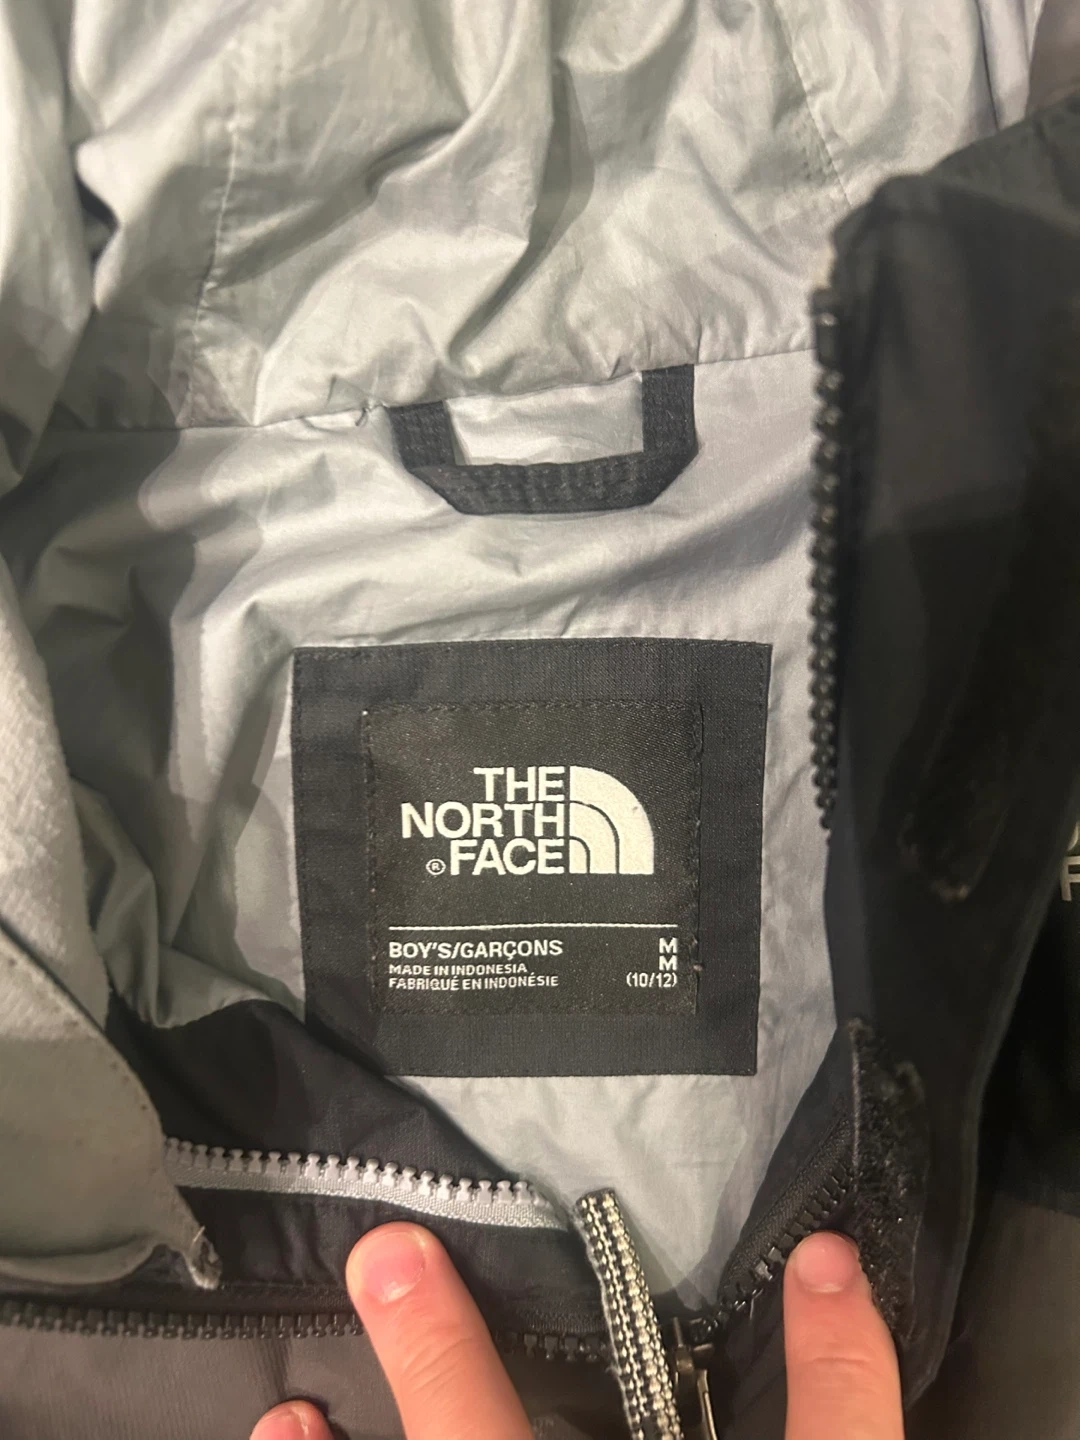 THE
NORTH
® FACE
BOY'S/GARÇONS M
MADE IN INDONESIA M
FABRIQUÉ EN INDONÉSIE (10/12)